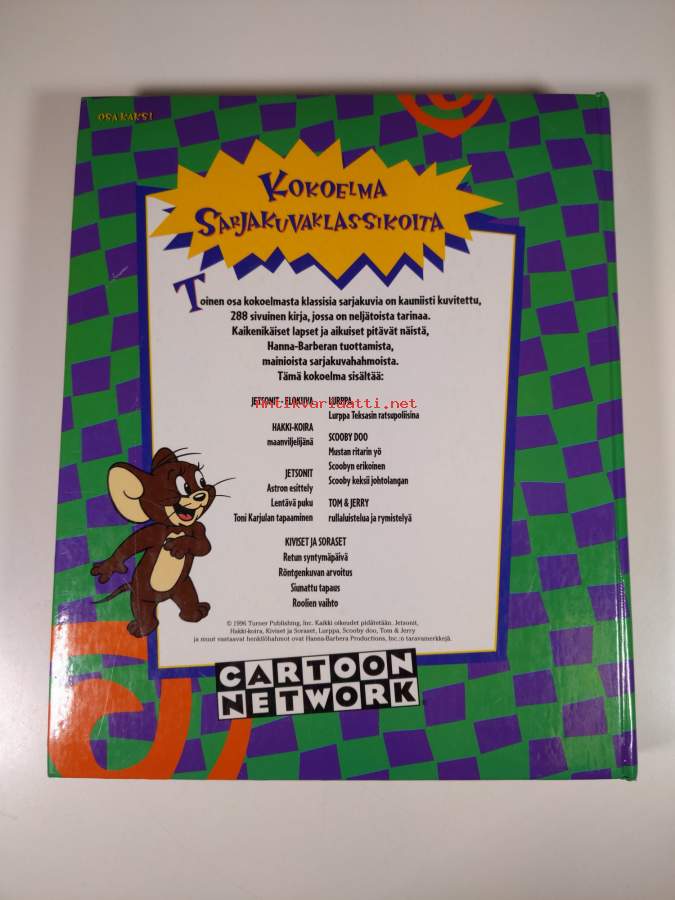 OSA KAKSI
KOKOELMA
SARJAKUVAKLASSIKOITA
Toinen osa kokoelmasta klassisia sarjakuvia on kauniisti kuvitettu,
288 sivuinen kirja, jossa on neljätoista tarinaa.
Kaikenikäiset lapset ja aikuiset pitävät näistä,
Hanna-Barberan tuottamista,
mainioista sarjakuvahahmoista.
Tämä kokoelma sisältää:
JETSONIT - ELOKUVA
HAKKI-KOIRA
maanviljelijänä
JETSONIT
Astron esittely
Lentävä puku
Toni Karjulan tapaaminen
LURPPA
Lurppa Teksasin ratsupoliisina
SCOOBY DOO
Mustan ritarin yö
Scoobyn erikoinen
Scooby keksii johtolangan
TOM & JERRY
rullaluistelua ja rymistelyä
KIVISET JA SORASET
Retun syntymäpäivä
Röntgenkuvan arvoitus
Siunattu tapaus
Roolien vaihto
© 1996 Turner Publishing, Inc. Kaikki oikeudet pidätetään. Jetsonit,
Hakki-koira, Kiviset ja Soraset, Lurppa, Scooby doo, Tom & Jerry
ja muut vastaavat henkilöhahmot ovat Hanna-Barbera Productions, Inc.:n tavaramerkkejä.
CARTOON
NETWORK
®
Antikvariaatti.net